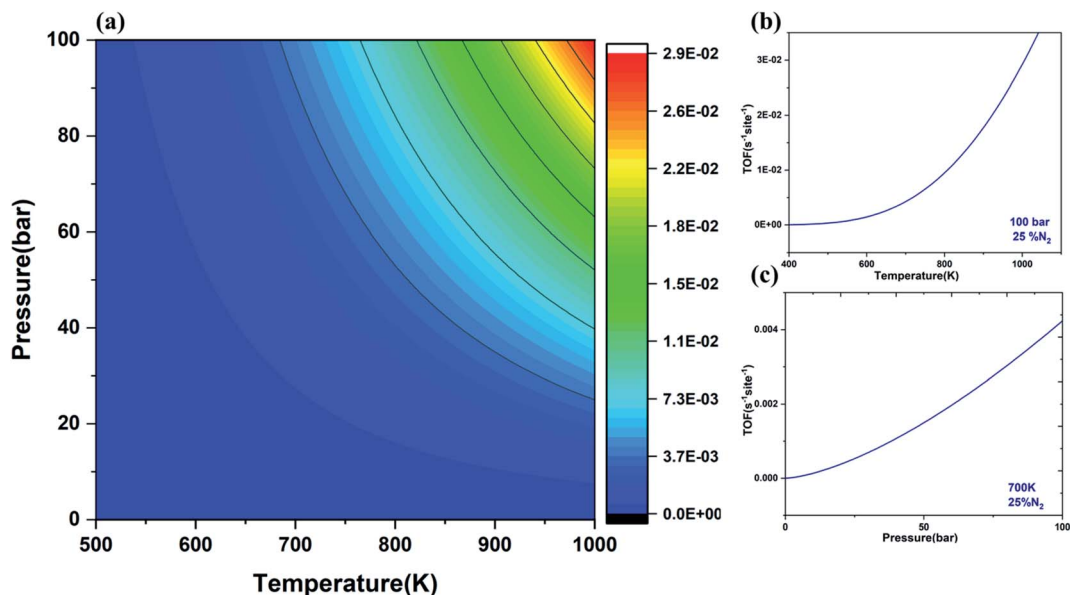 (a)
100
80
60
40
20
0
Pressure(bar)
500
600
700
800
900
1000
Temperature(K)
2.9E-02
2.6E-02
2.2E-02
1.8E-02
1.5E-02
1.1E-02
7.3E-03
3.7E-03
0.0E+00
(b)
3E-02
2E-02
1E-02
0E+00
TOF(s⁻¹site⁻¹)
100 bar
25 %N₂
400
600
800
1000
Temperature(K)
(c)
0.004
0.002
0.000
TOF(s⁻¹site⁻¹)
700K
25%N₂
0
50
100
Pressure(bar)